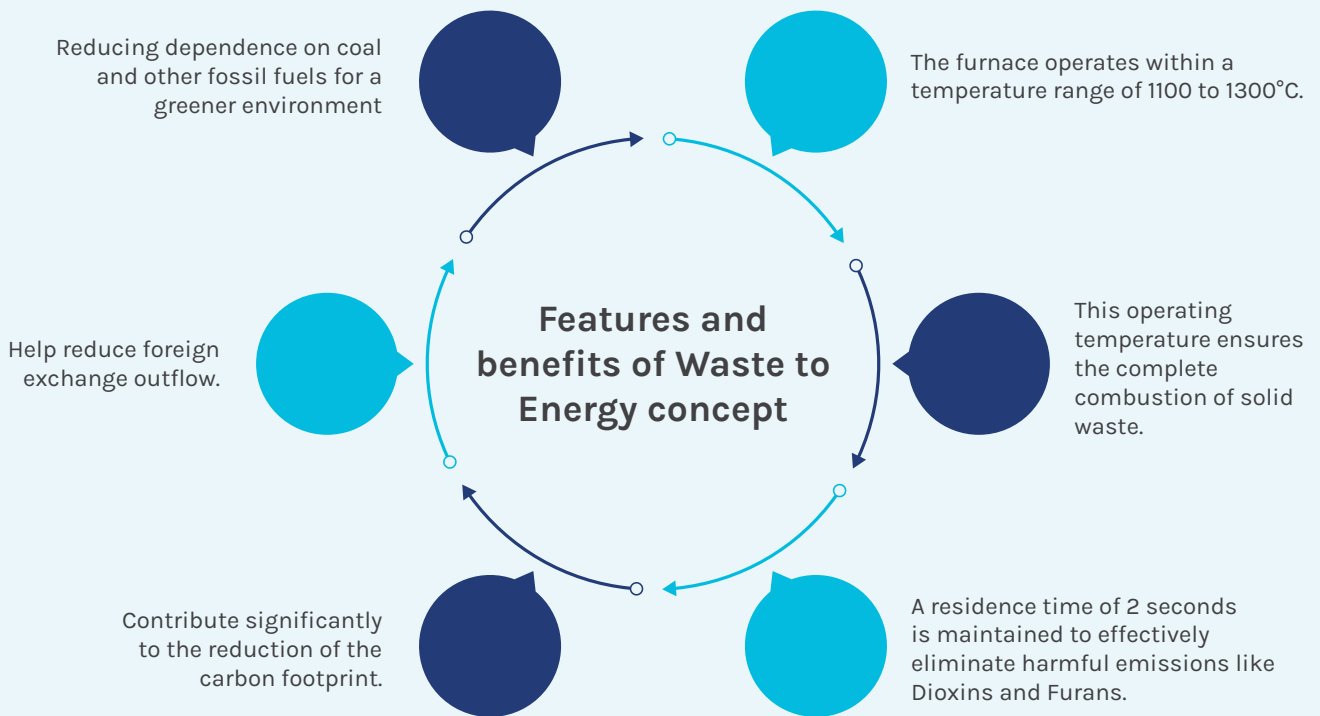 Features and
benefits of Waste to
Energy concept
The furnace operates within a
temperature range of 1100 to 1300°C.
This operating
temperature ensures
the complete
combustion of solid
waste.
A residence time of 2 seconds
is maintained to effectively
eliminate harmful emissions like
Dioxins and Furans.
Contribute significantly
to the reduction of the
carbon footprint.
Help reduce foreign
exchange outflow.
Reducing dependence on coal
and other fossil fuels for a
greener environment